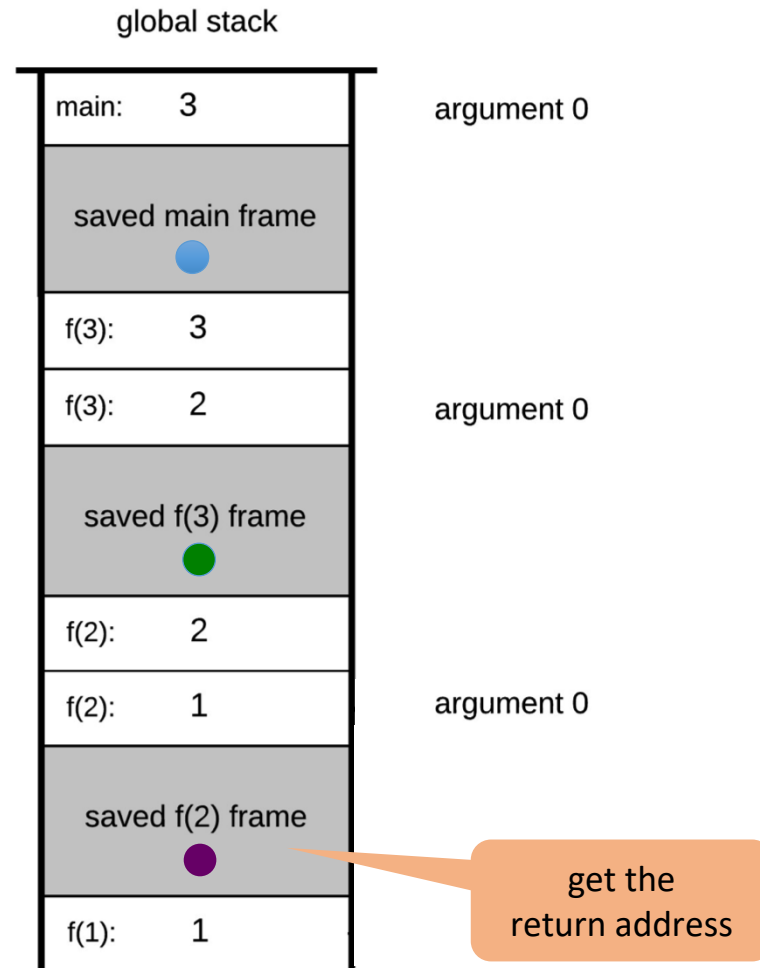 global stack
main: 3 argument 0
saved main frame
f(3): 3
f(3): 2 argument 0
saved f(3) frame
f(2): 2
f(2): 1 argument 0
saved f(2) frame
get the
return address
f(1): 1